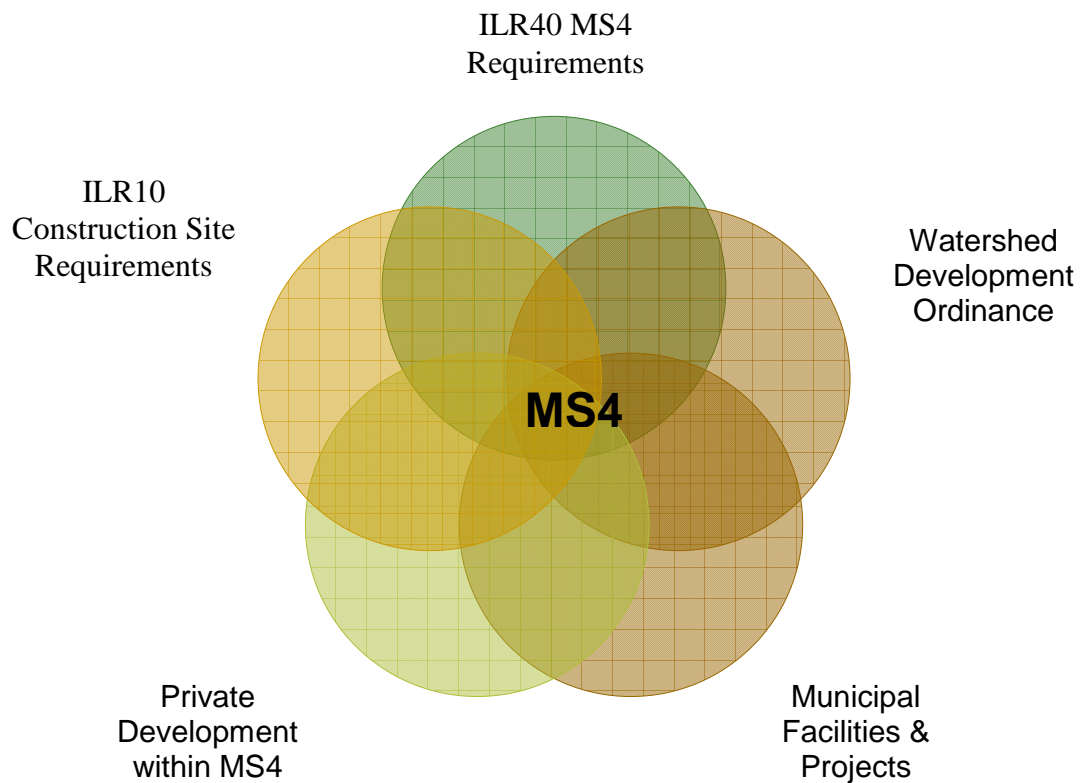 ILR40 MS4
Requirements
ILR10
Construction Site
Requirements
Watershed
Development
Ordinance
MS4
Private
Development
within MS4
Municipal
Facilities &
Projects